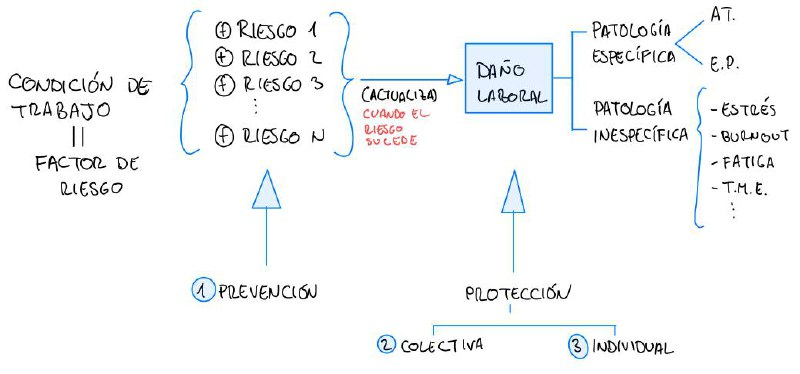 CONDICIÓN DE
TRABAJO
||
FACTOR DE
RIESGO
(+) RIESGO 1
(+) RIESGO 2
(+) RIESGO 3
⋮
(+) RIESGO N
(ACTUALIZA)
CUANDO EL
RIESGO
SUCEDE
DAÑO
LABORAL
PATOLOGÍA
ESPECÍFICA
AT.
E.P.
PATOLOGÍA
INESPECÍFICA
- ESTRÉS
- BURNOUT
- FATIGA
- T.M.E.
⋮
1 PREVENCIÓN
PROTECCIÓN
2 COLECTIVA
3 INDIVIDUAL